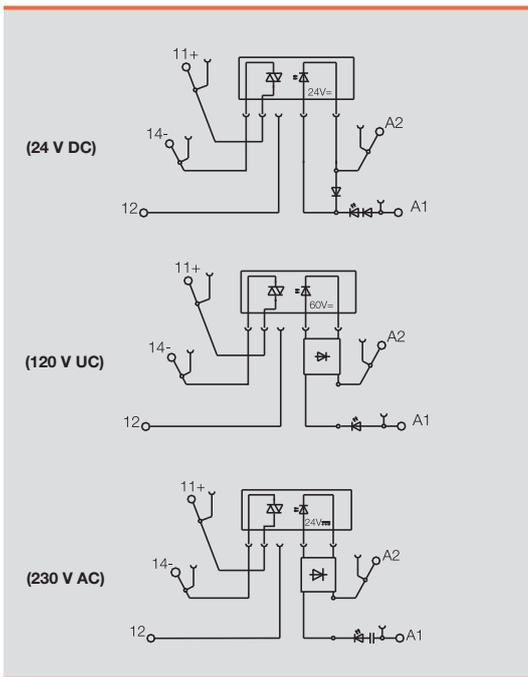 11+
24V=
A2
14-
(24 V DC)
12
A1
11+
60V=
A2
14-
(120 V UC)
12
A1
11+
24V⎓
A2
14-
(230 V AC)
12
A1